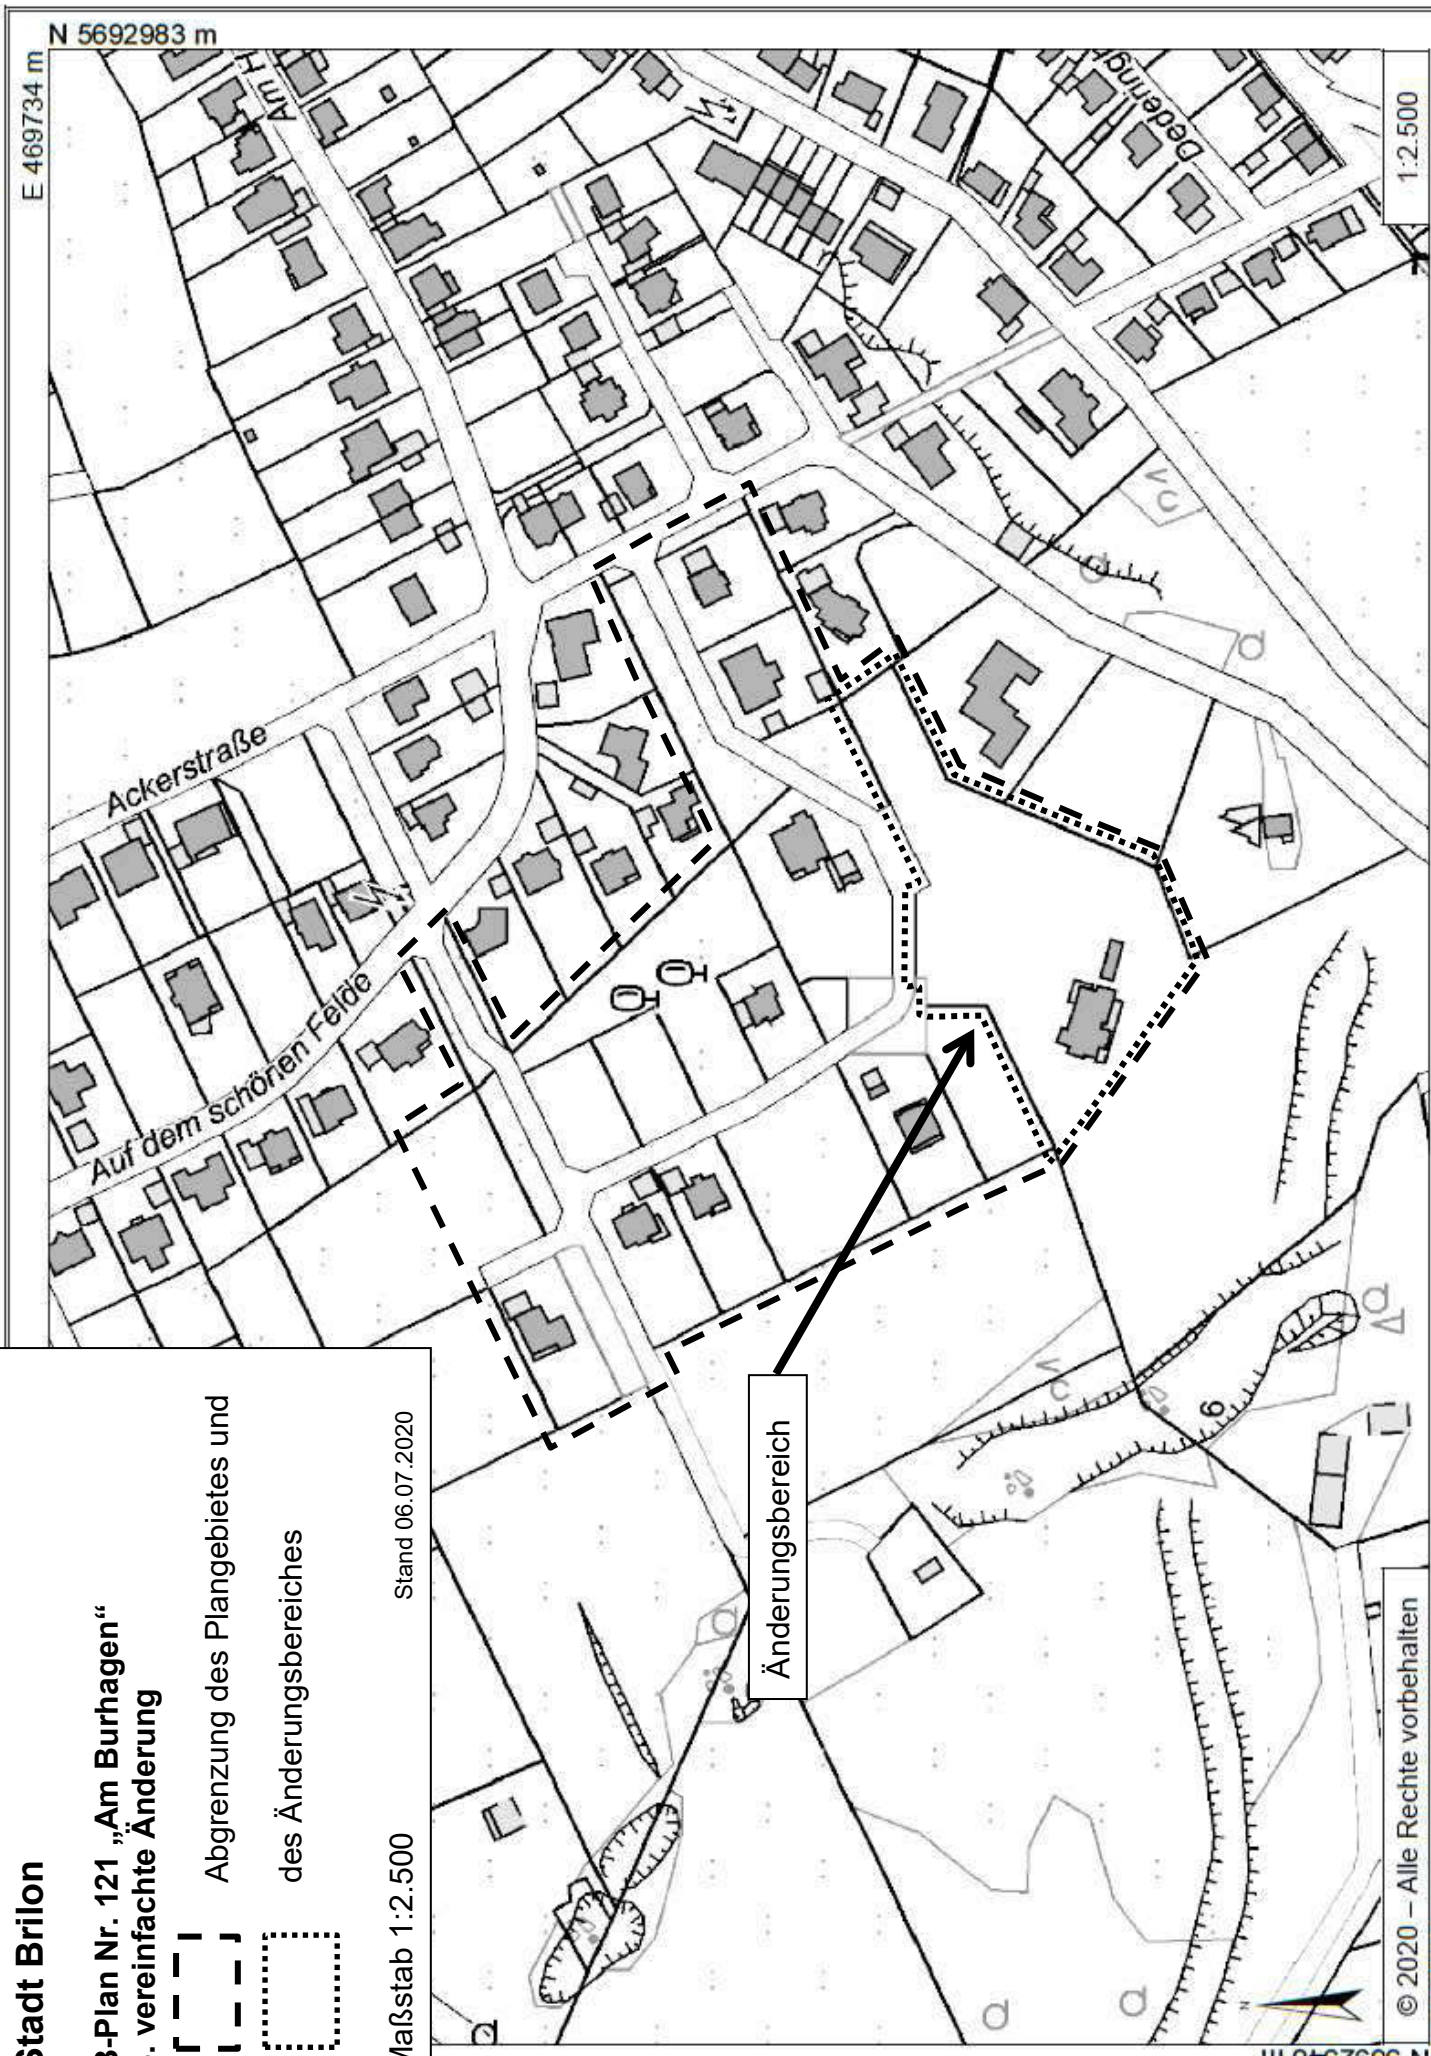 Stadt Brilon
B-Plan Nr. 121 „Am Burhagen“
. vereinfachte Änderung
Abgrenzung des Plangebietes und
des Änderungsbereiches
Maßstab 1:2.500
Stand 06.07.2020
N 5692983 m
E 469734 m
Am H
Ackerstraße
Auf dem schönen Felde
Dederingh
Änderungsbereich
6
N
1:2.500
© 2020 – Alle Rechte vorbehalten